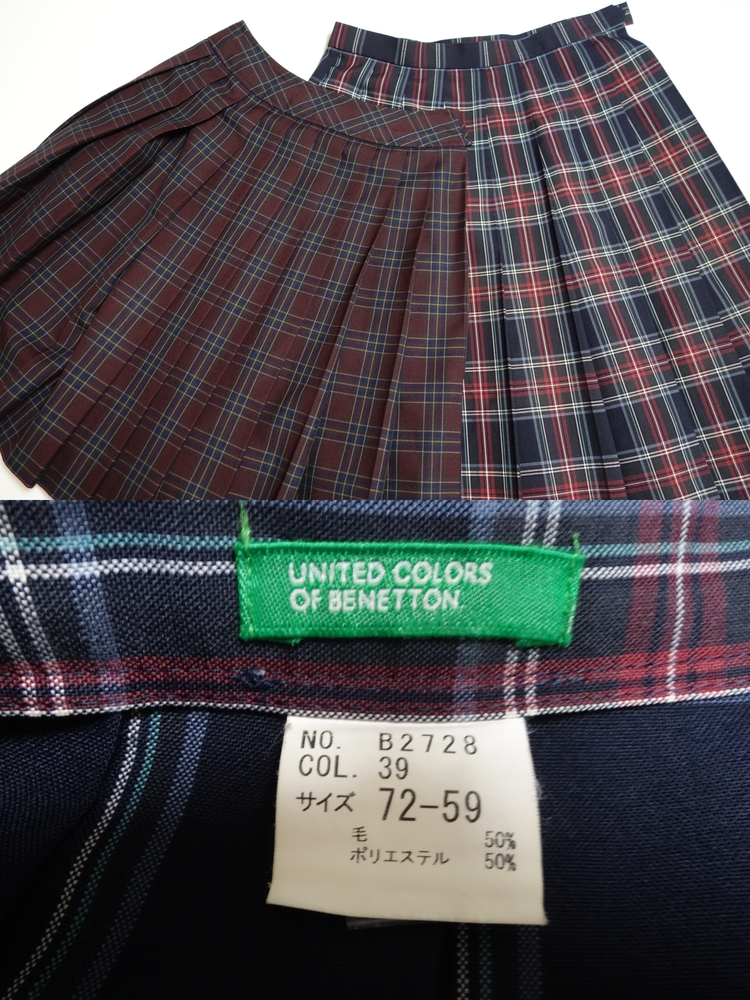 UNITED COLORS
OF BENETTON.
NO. B2728
COL. 39
サイズ 72-59
毛 50%
ポリエステル 50%